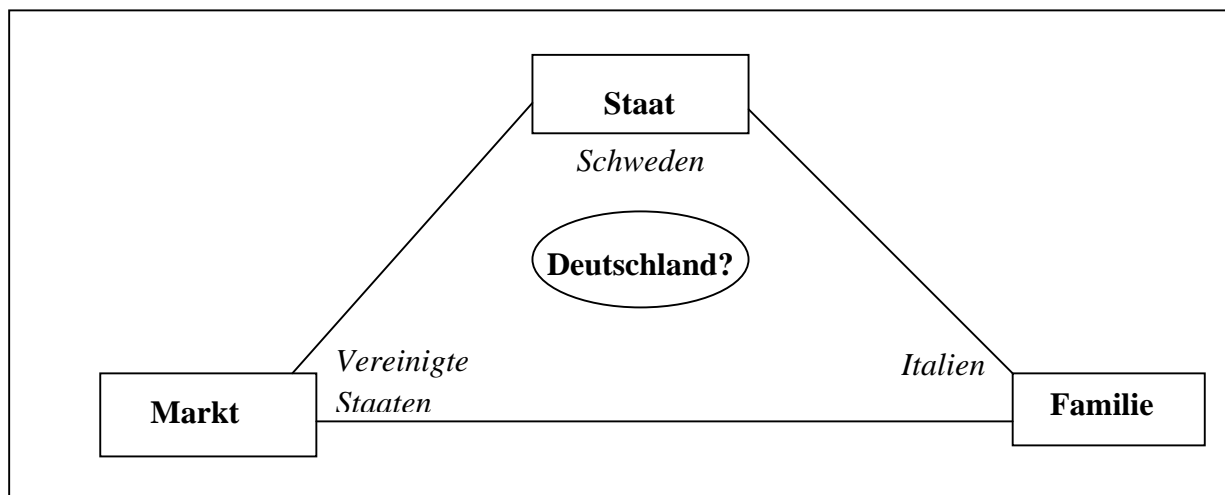 Staat
Schweden
Deutschland?
Vereinigte
Staaten
Italien
Markt
Familie